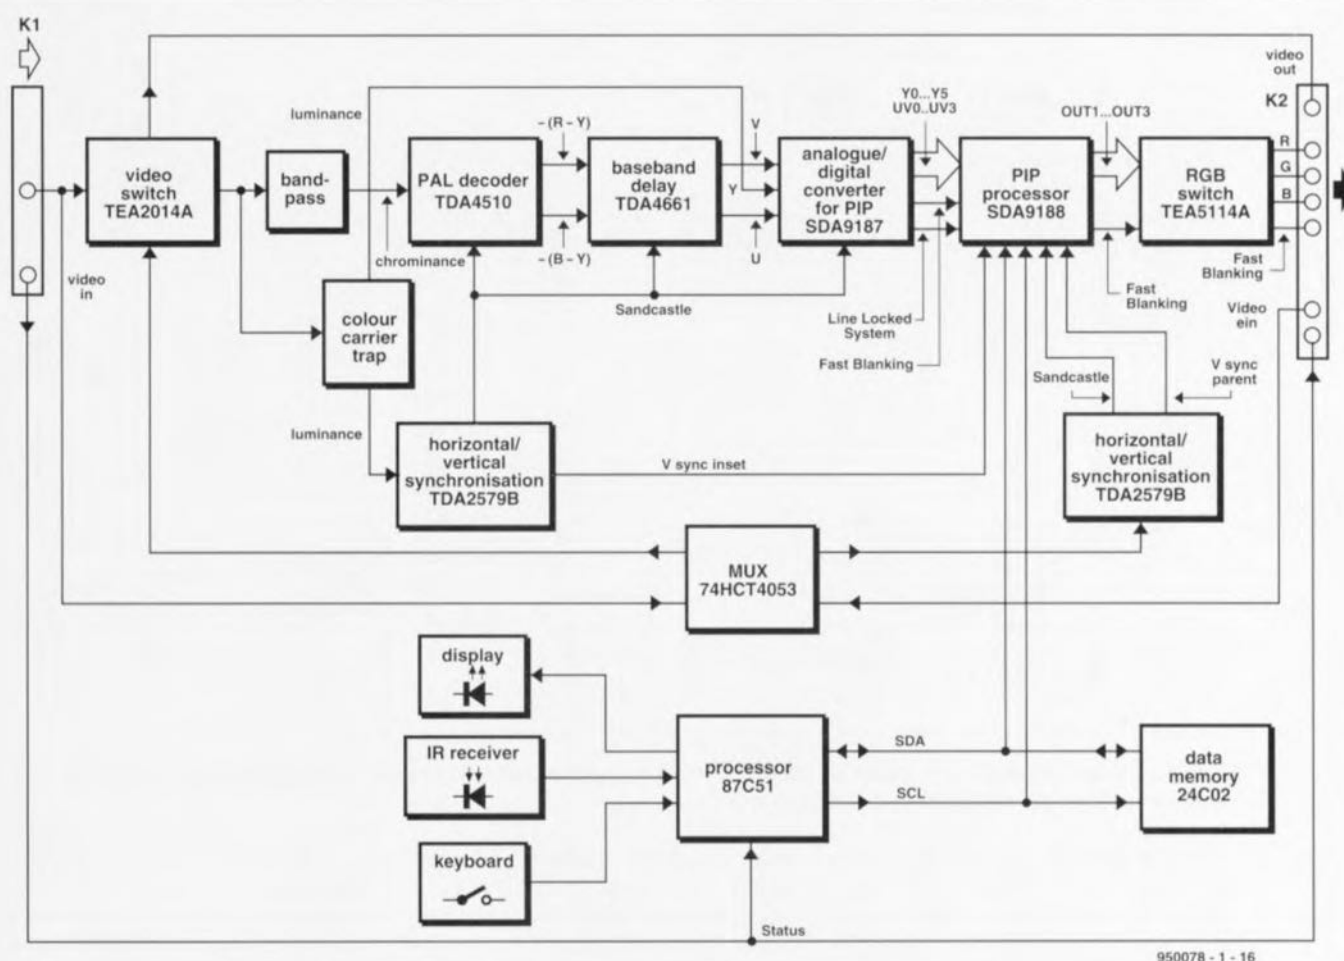 K1
video
out
K2
luminance
Y0...Y5
UV0...UV3
OUT1...OUT3
– (R – Y)
V
video
switch
TEA2014A
band-
pass
PAL decoder
TDA4510
baseband
delay
TDA4661
Y
analogue/
digital
converter
for PIP
SDA9187
PIP
processor
SDA9188
RGB
switch
TEA5114A
R
G
B
video
in
chrominance
– (B – Y)
U
Fast
Blanking
Fast
Blanking
colour
carrier
trap
Sandcastle
Line Locked
System
Fast Blanking
Video
ein
Sandcastle
V sync
parent
luminance
horizontal/
vertical
synchronisation
TDA2579B
V sync inset
horizontal/
vertical
synchronisation
TDA2579B
MUX
74HCT4053
display
IR receiver
keyboard
processor
87C51
SDA
SCL
data
memory
24C02
Status
950078 - 1 - 16